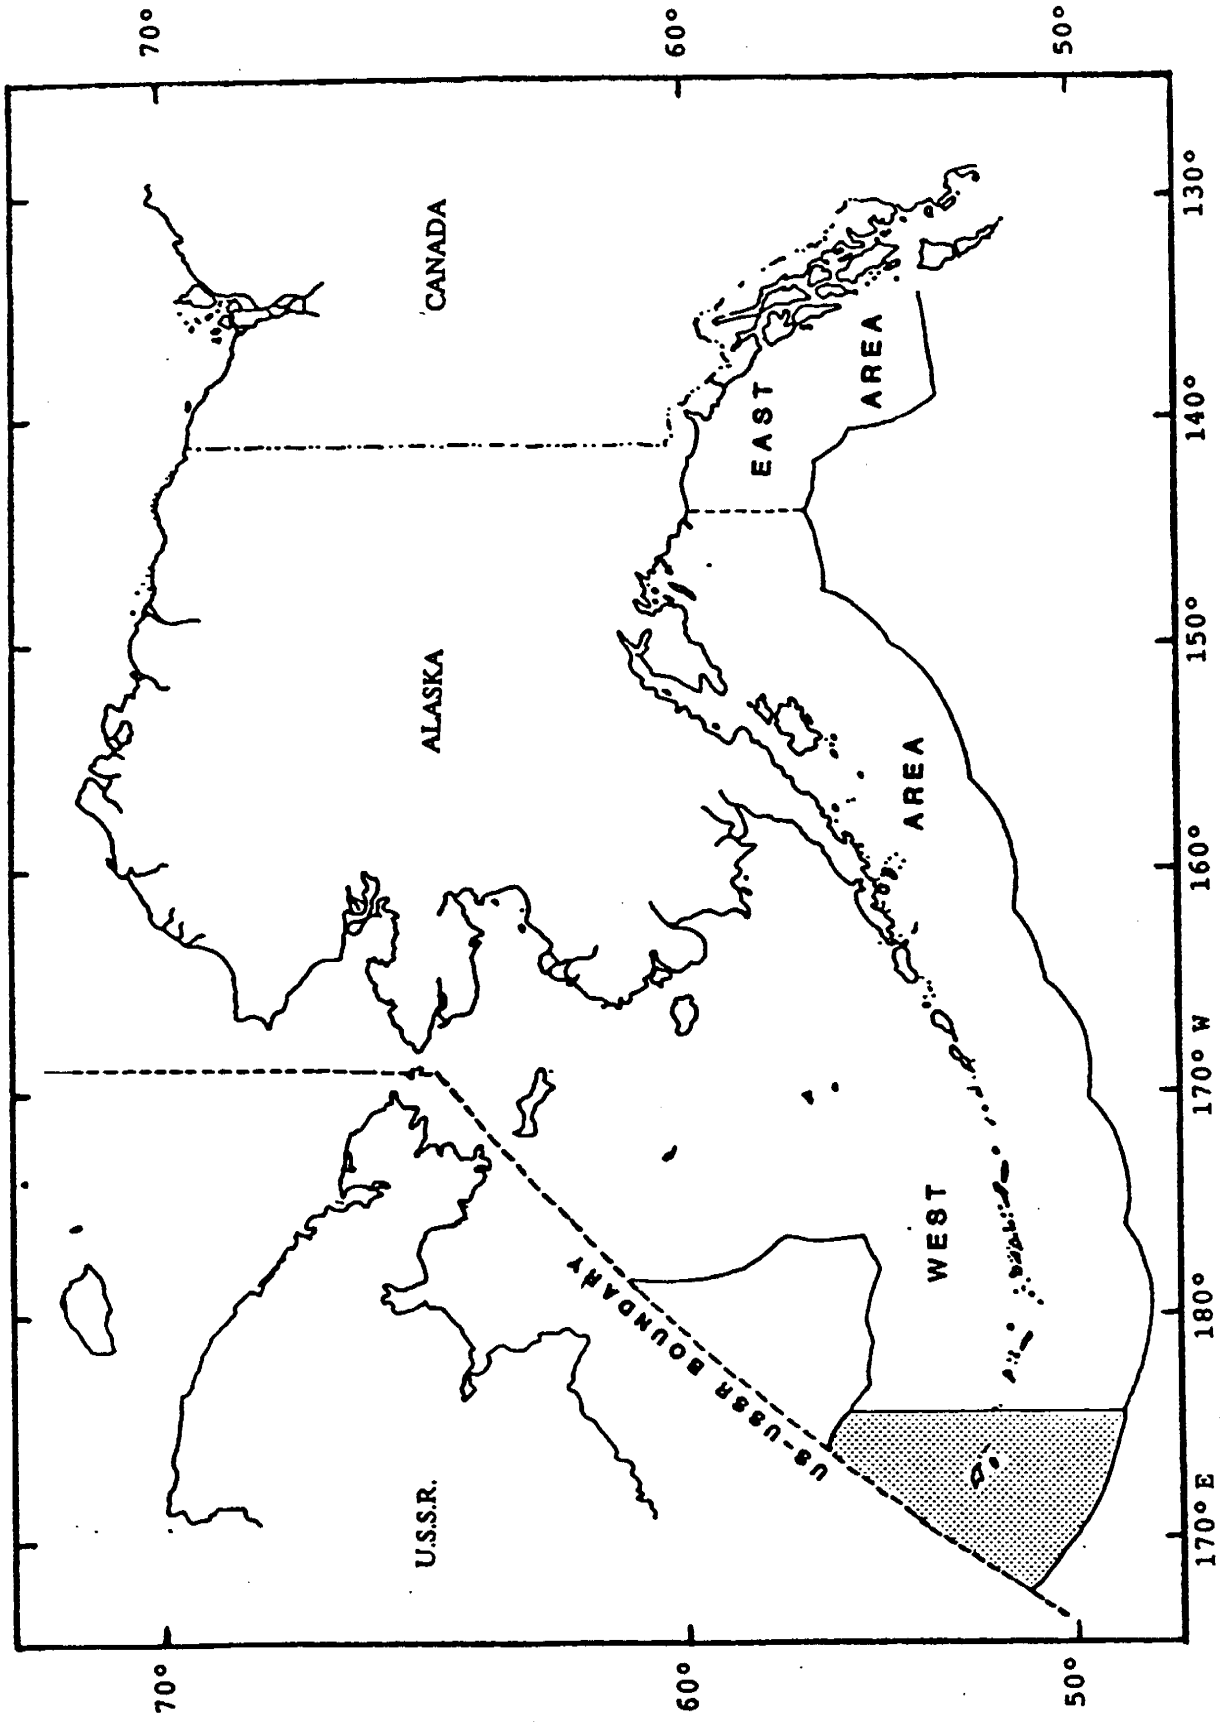 70°
60°
50°
CANADA
ALASKA
U.S.S.R.
EAST
AREA
WEST
AREA
US-USSR BOUNDARY
70°
60°
50°
170° E
180°
170° W
160°
150°
140°
130°